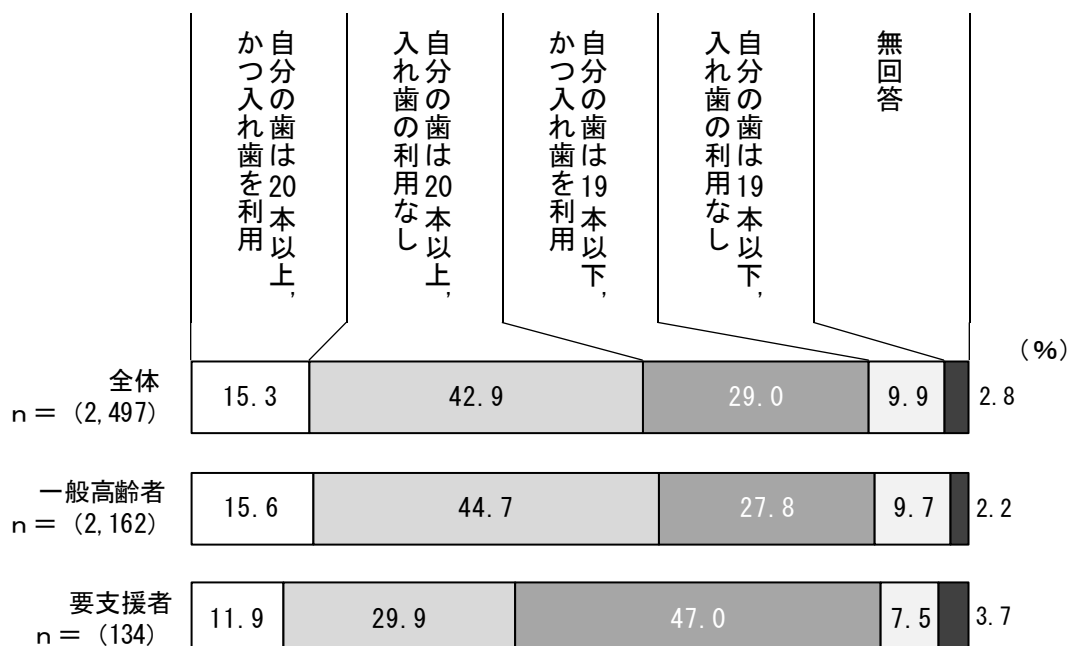 自分の歯は20本以上,
かつ入れ歯を利用
自分の歯は20本以上,
入れ歯の利用なし
自分の歯は19本以下,
かつ入れ歯を利用
自分の歯は19本以下,
入れ歯の利用なし
無回答
(%)
全体
n=(2,497)
15.3
42.9
29.0
9.9
2.8
一般高齢者
n=(2,162)
15.6
44.7
27.8
9.7
2.2
要支援者
n=(134)
11.9
29.9
47.0
7.5
3.7